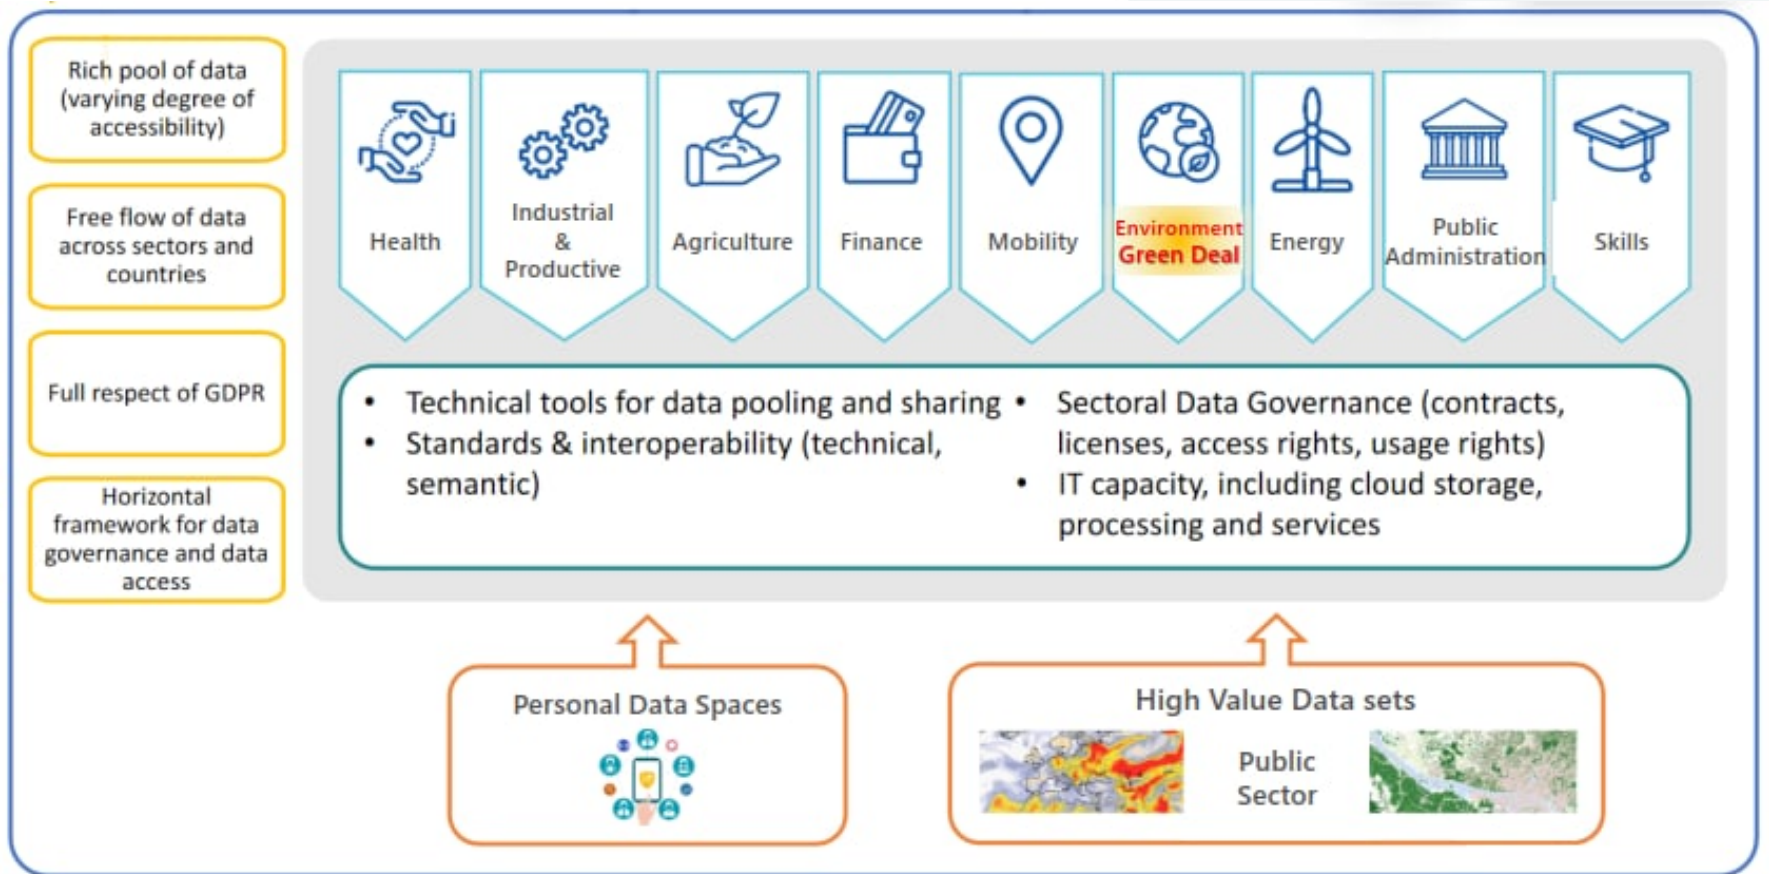 Rich pool of data
(varying degree of
accessibility)
Free flow of data
across sectors and
countries
Full respect of GDPR
Horizontal
framework for data
governance and data
access
Health
Industrial
&
Productive
Agriculture
Finance
Mobility
Environment
Green Deal
Energy
Public
Administration
Skills
• Technical tools for data pooling and sharing
• Standards & interoperability (technical,
semantic)
• Sectoral Data Governance (contracts,
licenses, access rights, usage rights)
• IT capacity, including cloud storage,
processing and services
Personal Data Spaces
High Value Data sets
Public
Sector